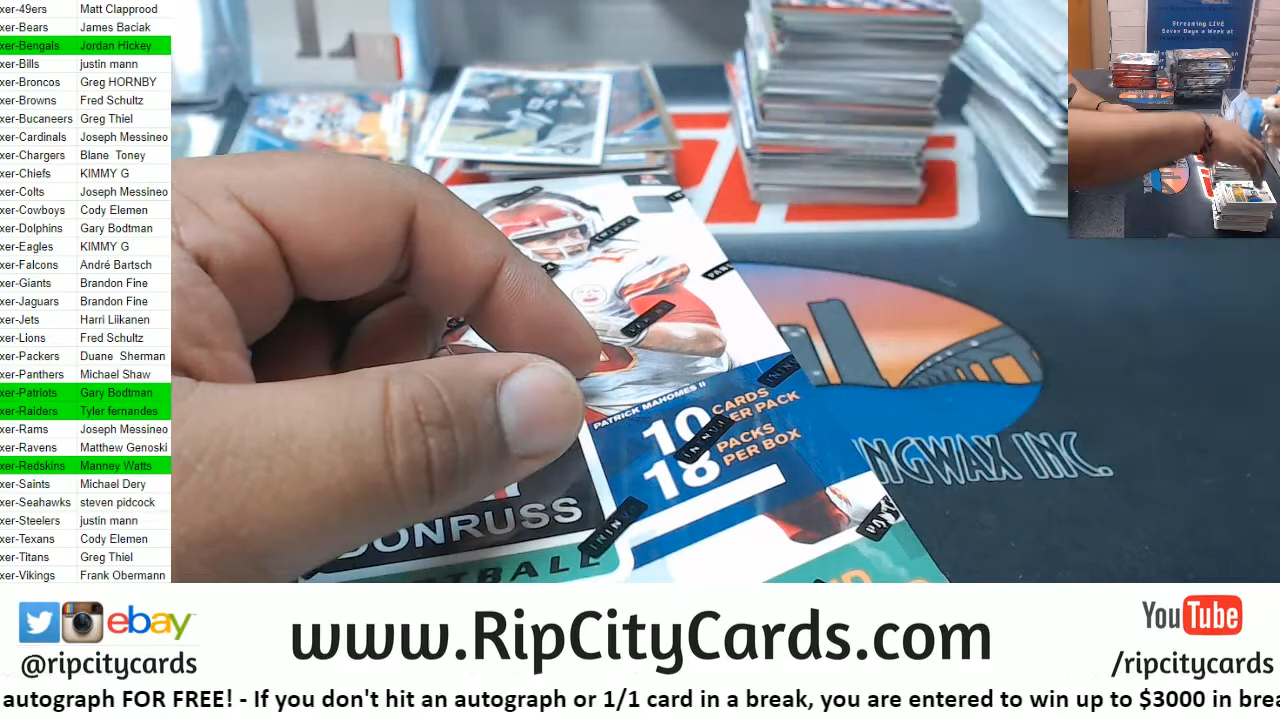 xer-49ers Matt Clapprood
xer-Bears James Baciak
xer-Bengals Jordan Hickey
xer-Bills justin mann
xer-Broncos Greg HORNBY
xer-Browns Fred Schultz
xer-Bucaneers Greg Thiel
xer-Cardinals Joseph Messineo
xer-Chargers Blane Toney
xer-Chiefs KIMMY G
xer-Colts Joseph Messineo
xer-Cowboys Cody Elemen
xer-Dolphins Gary Bodtman
xer-Eagles KIMMY G
xer-Falcons André Bartsch
xer-Giants Brandon Fine
xer-Jaguars Brandon Fine
xer-Jets Harri Liikanen
xer-Lions Fred Schultz
xer-Packers Duane Sherman
xer-Panthers Michael Shaw
xer-Patriots Gary Bodtman
xer-Raiders Tyler fernandes
xer-Rams Joseph Messineo
xer-Ravens Matthew Genoski
xer-Redskins Manney Watts
xer-Saints Michael Dery
xer-Seahawks steven pidcock
xer-Steelers justin mann
xer-Texans Cody Elemen
xer-Titans Greg Thiel
xer-Vikings Frank Obermann
Streaming LIVE
Seven Days a Week at
PATRICK MAHOMES II
10 CARDS PER PACK
18 PACKS PER BOX
DONRUSS
FOOTBALL
PANINI
NGWAX INC.
ebay
@ripcitycards
www.RipCityCards.com
YouTube
/ripcitycards
autograph FOR FREE! - If you don't hit an autograph or 1/1 card in a break, you are entered to win up to $3000 in brea